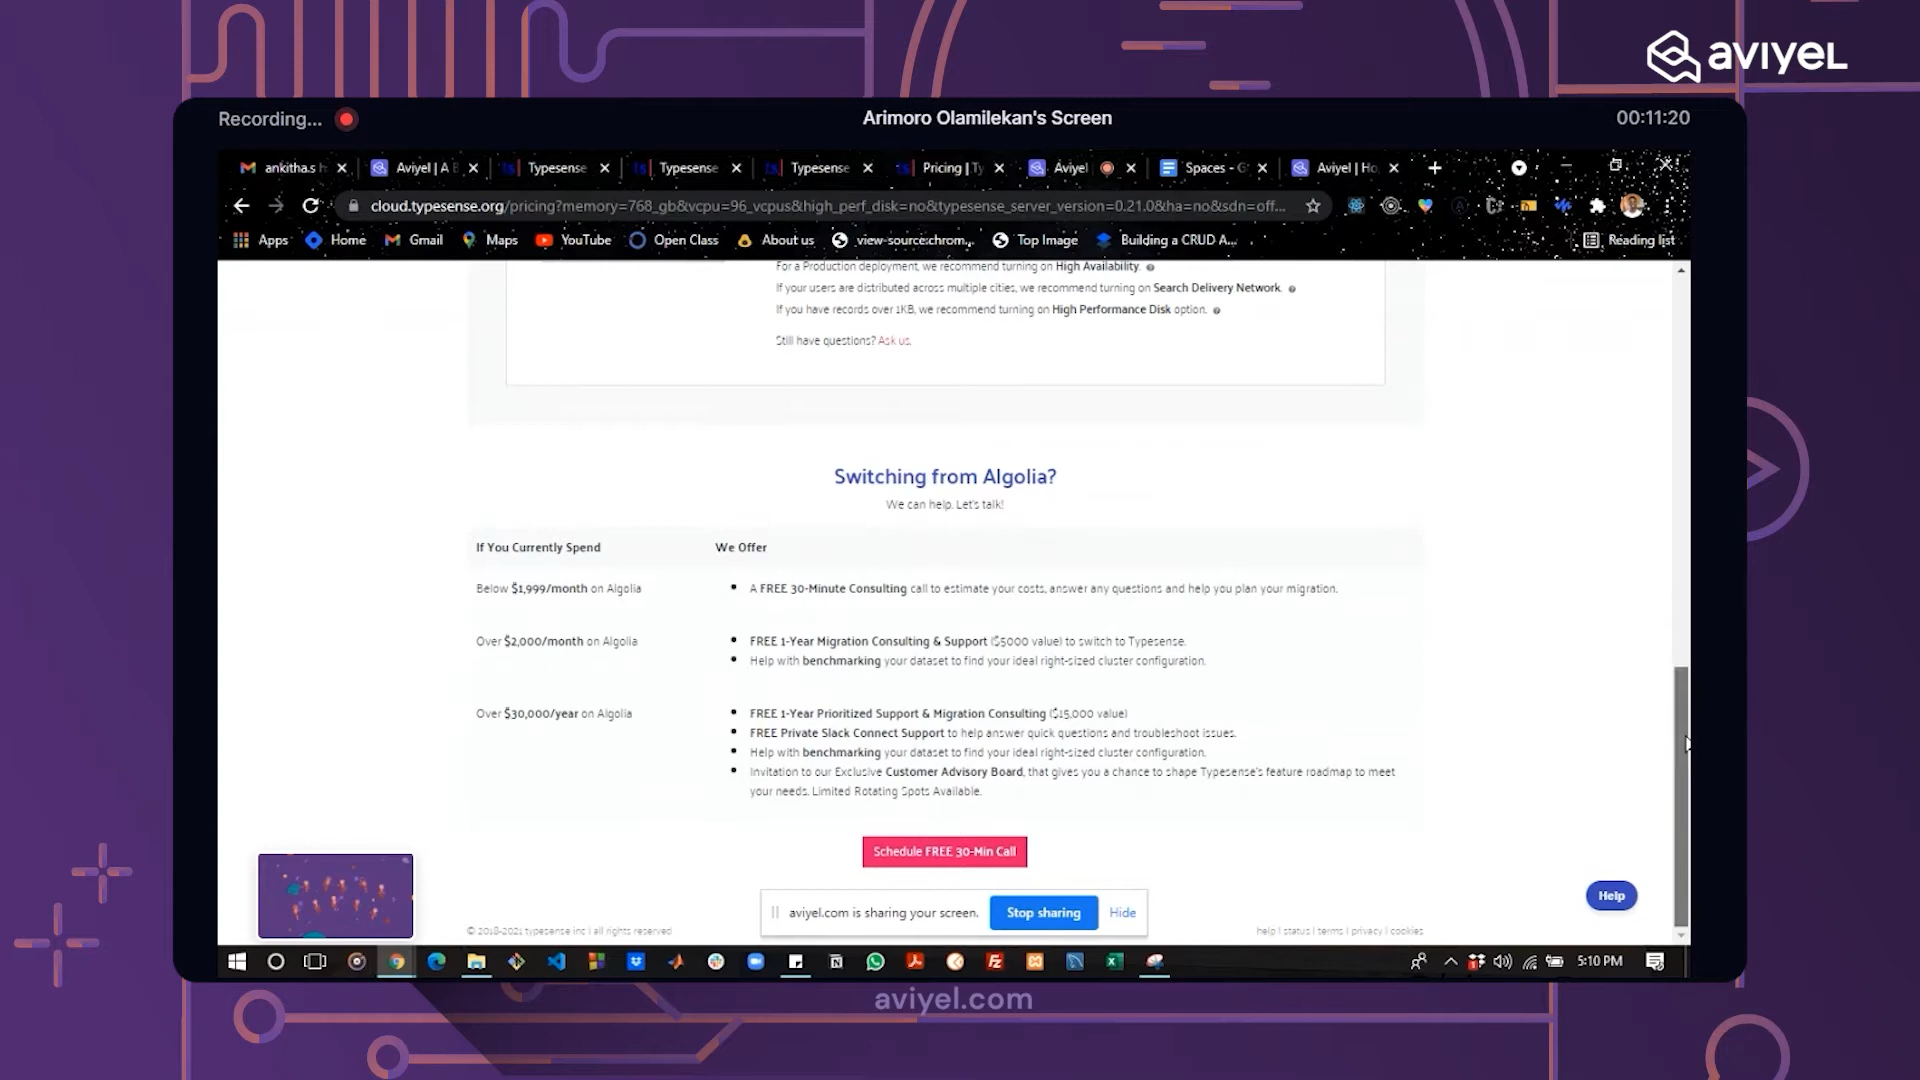 aviyel
Recording...
Arimoro Olamilekan's Screen
00:11:20
ankitha.s h
Aviyel | A B
Typesense
Typesense
Typesense
Pricing | Ty
Aviyel
Spaces - G
Aviyel | Ho
cloud.typesense.org/pricing?memory=768_gb&vcpu=96_vcpus&high_perf_disk=no&typesense_server_version=0.21.0&ha=no&sdn=off...
Apps
Home
Gmail
Maps
YouTube
Open Class
About us
view-source:chrom...
Top Image
Building a CRUD A...
Reading list
For a Production deployment, we recommend turning on High Availability.
If your users are distributed across multiple cities, we recommend turning on Search Delivery Network.
If you have records over 1KB, we recommend turning on High Performance Disk option.
Still have questions? Ask us.
Switching from Algolia?
We can help. Let's talk!
If You Currently Spend
We Offer
Below $1,999/month on Algolia
A FREE 30-Minute Consulting call to estimate your costs, answer any questions and help you plan your migration.
Over $2,000/month on Algolia
FREE 1-Year Migration Consulting & Support ($5000 value) to switch to Typesense.
Help with benchmarking your dataset to find your ideal right-sized cluster configuration.
Over $30,000/year on Algolia
FREE 1-Year Prioritized Support & Migration Consulting ($15,000 value)
FREE Private Slack Connect Support to help answer quick questions and troubleshoot issues.
Help with benchmarking your dataset to find your ideal right-sized cluster configuration.
Invitation to our Exclusive Customer Advisory Board, that gives you a chance to shape Typesense's feature roadmap to meet
your needs. Limited Rotating Spots Available.
Schedule FREE 30-Min Call
Help
aviyel.com is sharing your screen.
Stop sharing
Hide
© 2018-2021 typesense inc | all rights reserved
help | status | terms | privacy | cookies
5:10 PM
aviyel.com